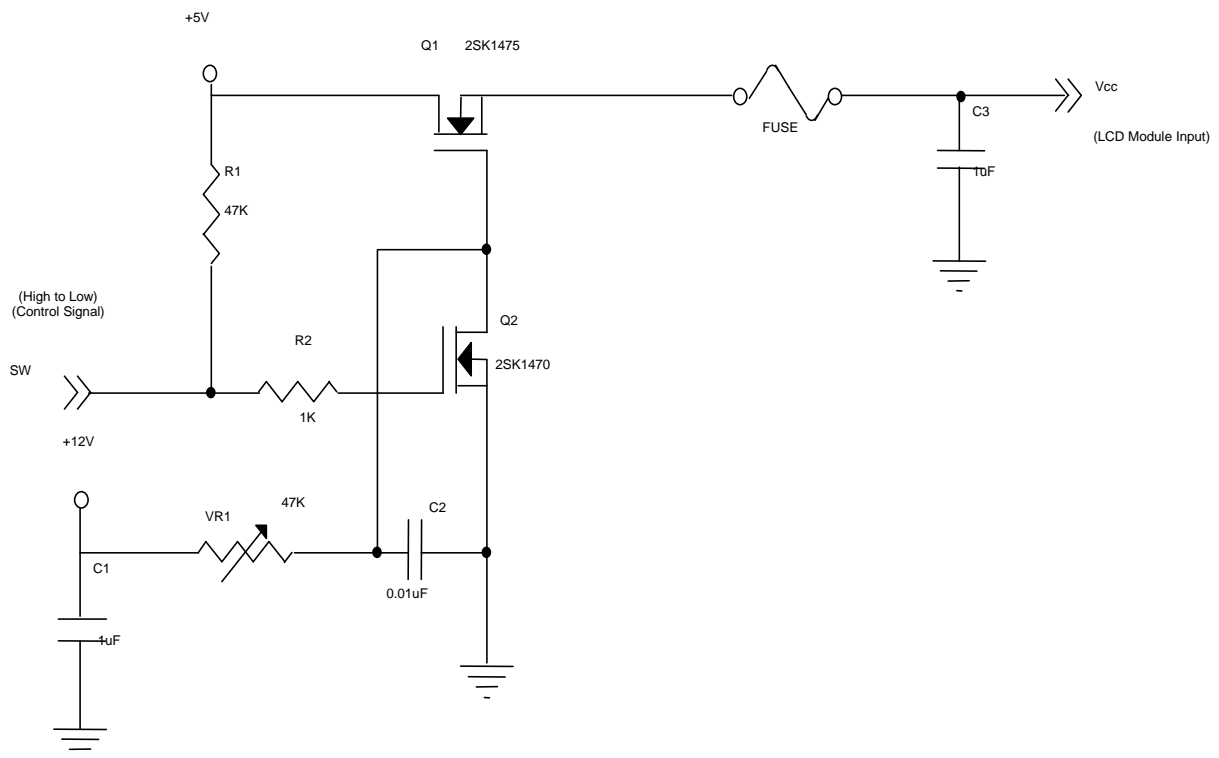 +5V
Q1 2SK1475
Vcc
C3
FUSE
(LCD Module Input)
R1
1uF
47K
(High to Low)
(Control Signal)
Q2
R2
2SK1470
SW
1K
+12V
47K
C2
VR1
C1
0.01uF
1uF